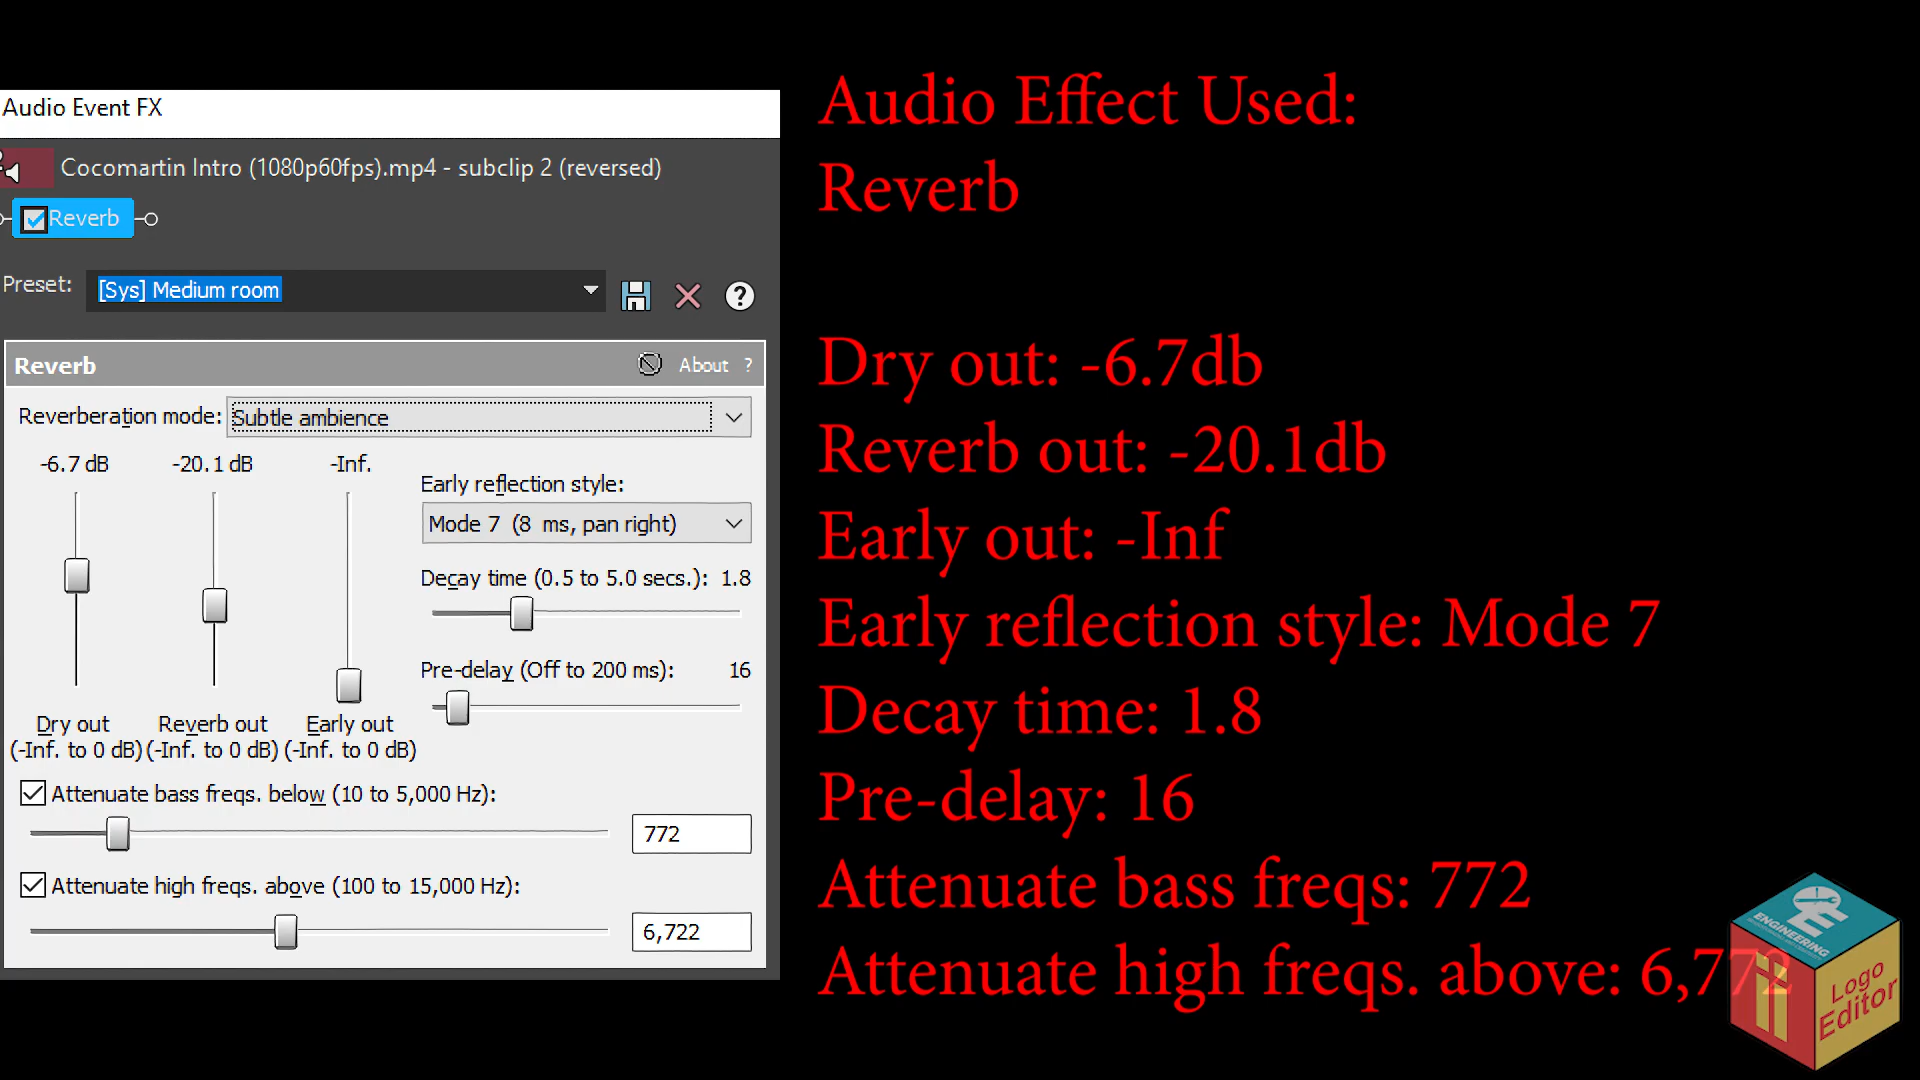 Audio Event FX
Cocomartin Intro (1080p60fps).mp4 - subclip 2 (reversed)
Reverb
Preset: [Sys] Medium room
?
Reverb
About ?
Reverberation mode: Subtle ambience
-6.7 dB -20.1 dB -Inf.
Early reflection style:
Mode 7 (8 ms, pan right)
Decay time (0.5 to 5.0 secs.): 1.8
Pre-delay (Off to 200 ms): 16
Dry out Reverb out Early out
(-Inf. to 0 dB) (-Inf. to 0 dB) (-Inf. to 0 dB)
Attenuate bass freqs. below (10 to 5,000 Hz):
772
Attenuate high freqs. above (100 to 15,000 Hz):
6,722
Audio Effect Used:
Reverb
Dry out: -6.7db
Reverb out: -20.1db
Early out: -Inf
Early reflection style: Mode 7
Decay time: 1.8
Pre-delay: 16
Attenuate bass freqs: 772
Attenuate high freqs. above: 6,772
ENGINEERING
Logo
Editor